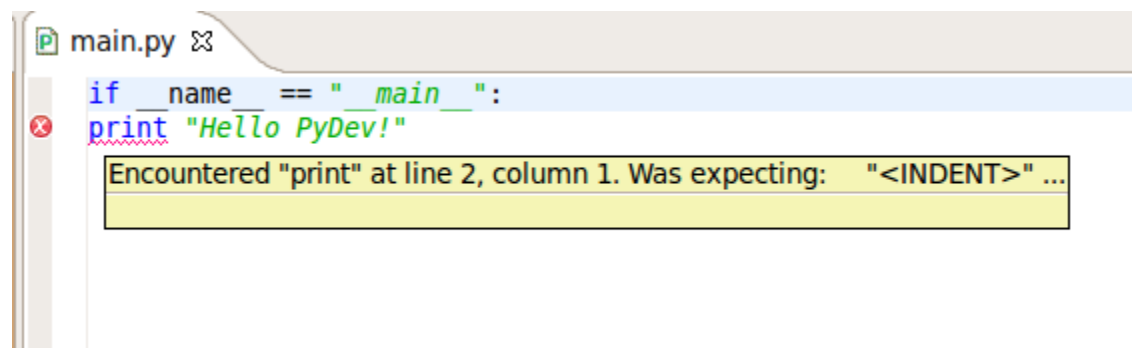 main.py
if __name__ == "__main__":
print "Hello PyDev!"
Encountered "print" at line 2, column 1. Was expecting: "<INDENT>" ...